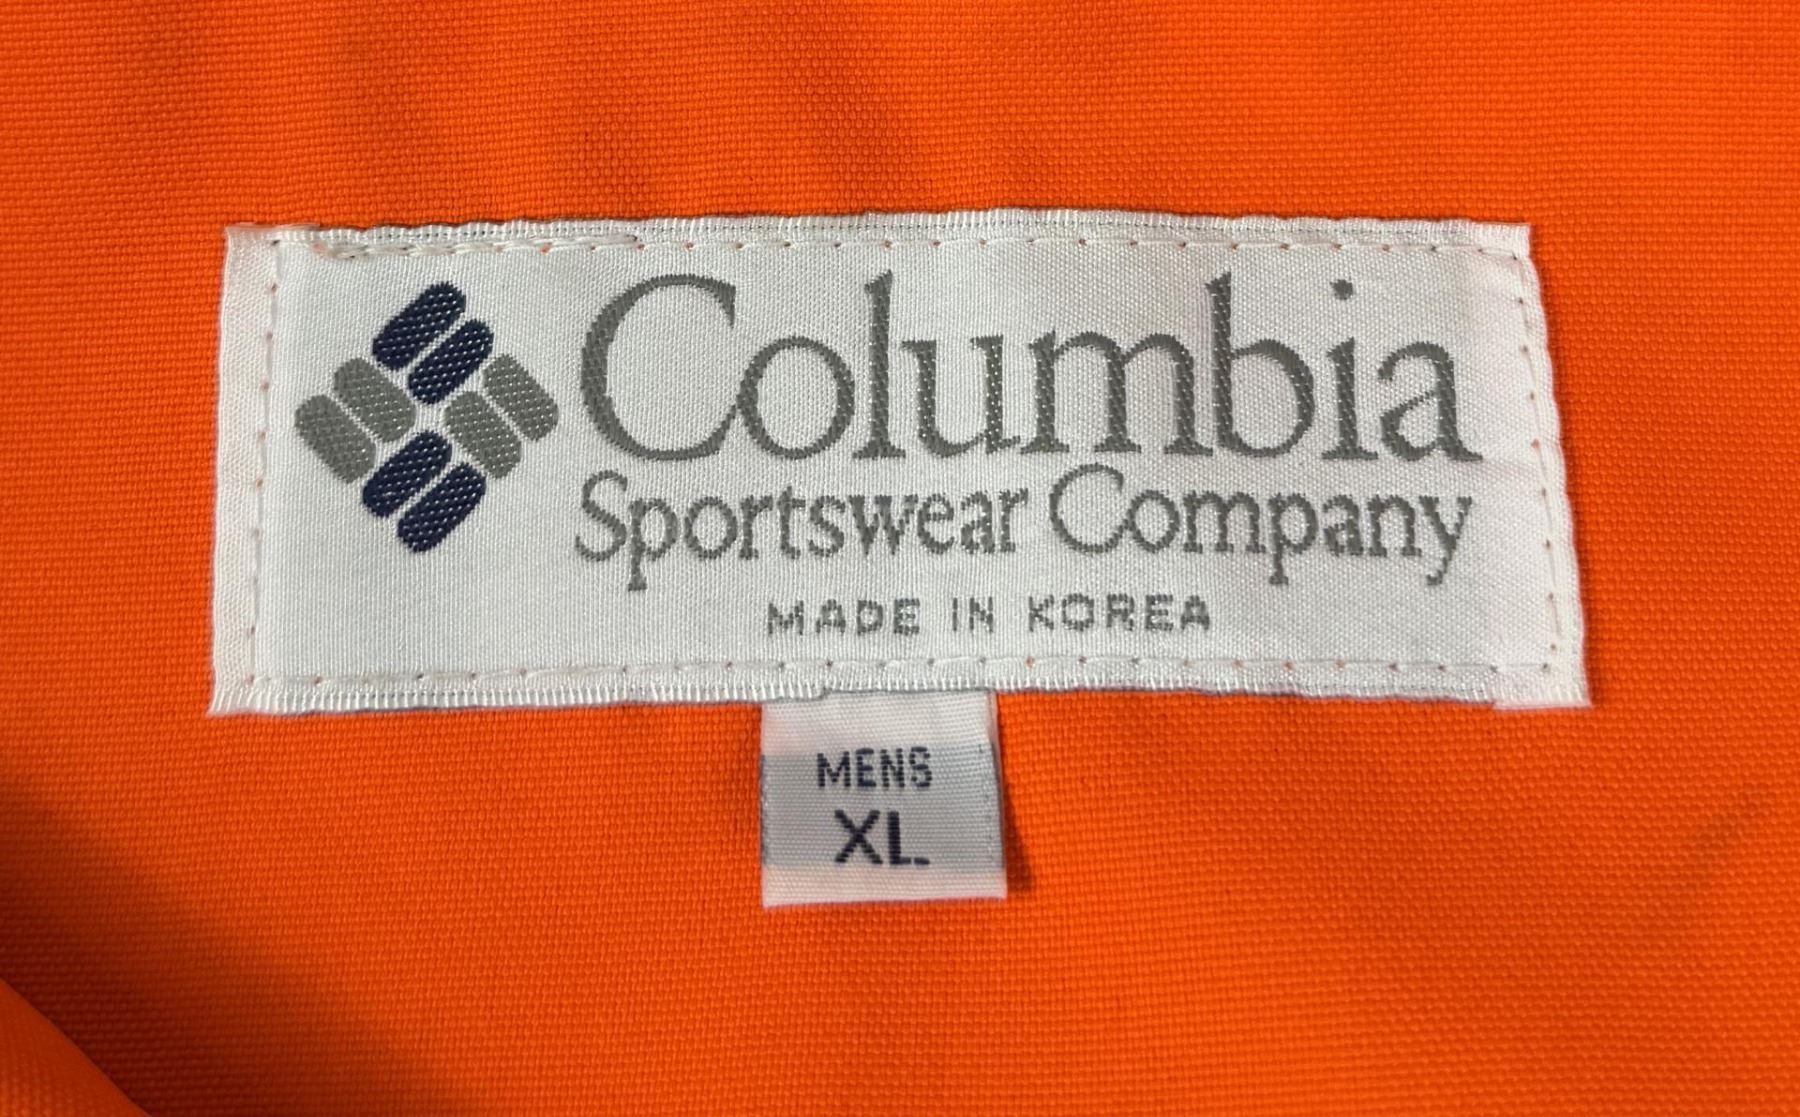 Columbia
Sportswear Company
MADE IN KOREA
MENS
XL